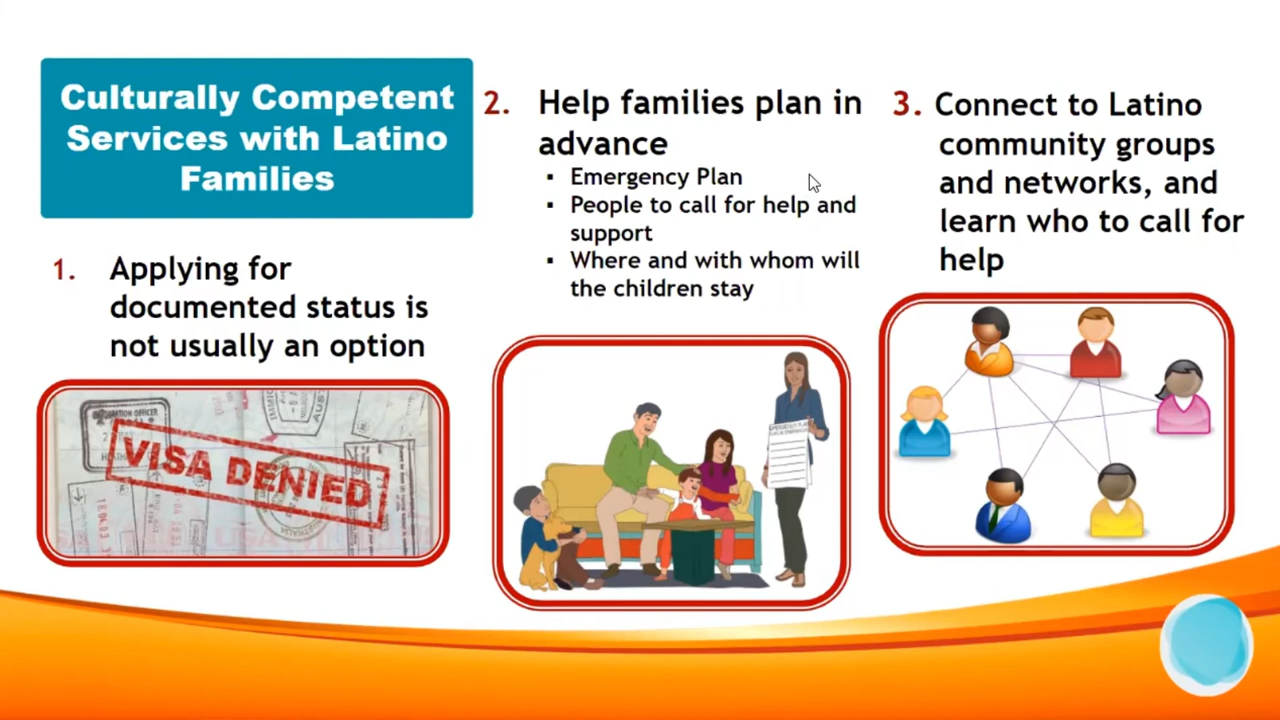 Culturally Competent
Services with Latino
Families
1. Applying for
documented status is
not usually an option
VISA DENIED
2. Help families plan in
advance
▪ Emergency Plan
▪ People to call for help and
support
▪ Where and with whom will
the children stay
EMERGENCY PLAN
3. Connect to Latino
community groups
and networks, and
learn who to call for
help